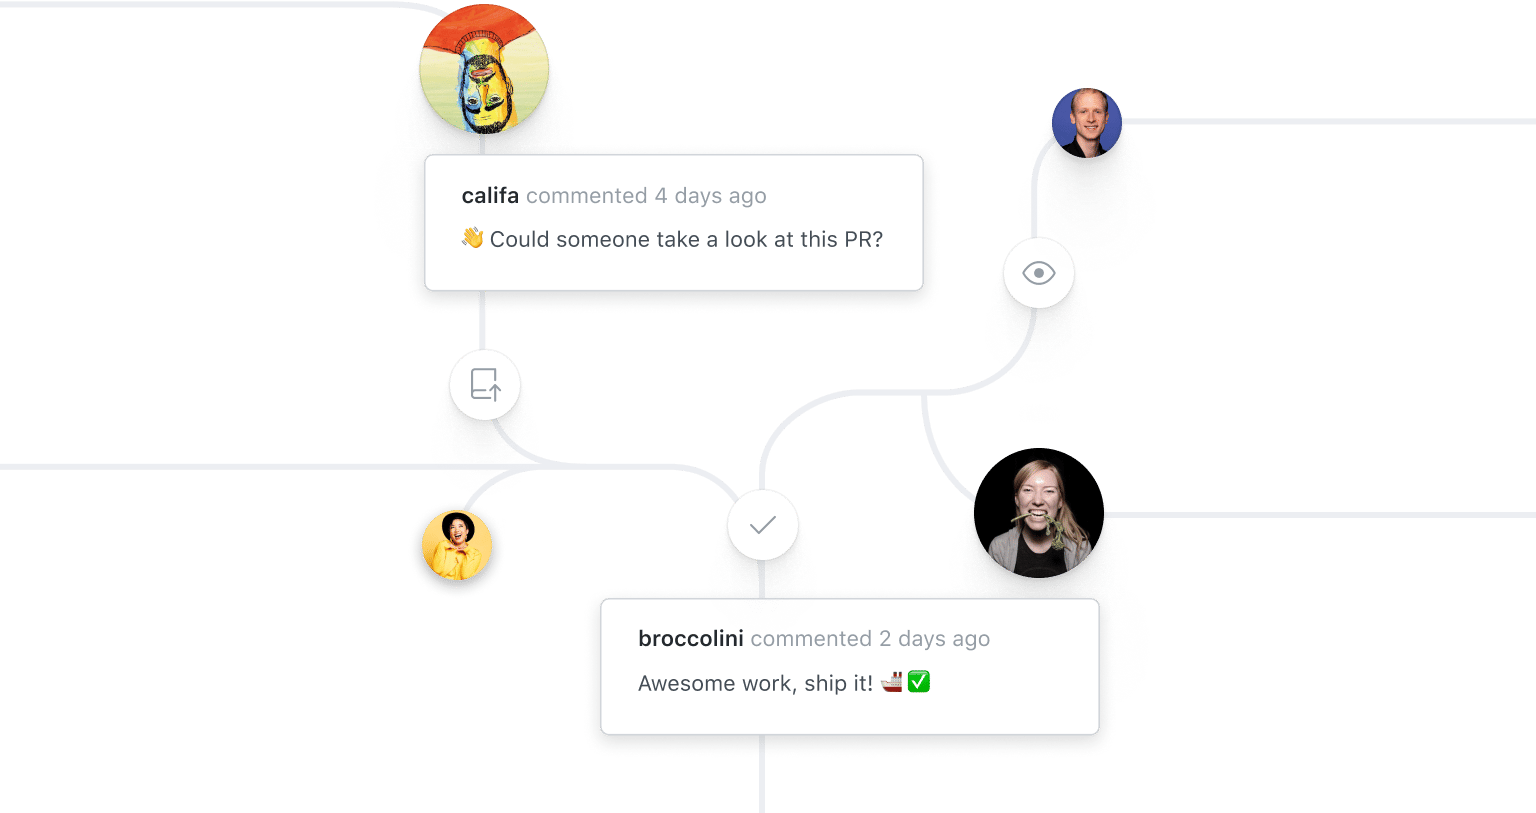 califa commented 4 days ago
👋 Could someone take a look at this PR?
broccolini commented 2 days ago
Awesome work, ship it! 🚢✅